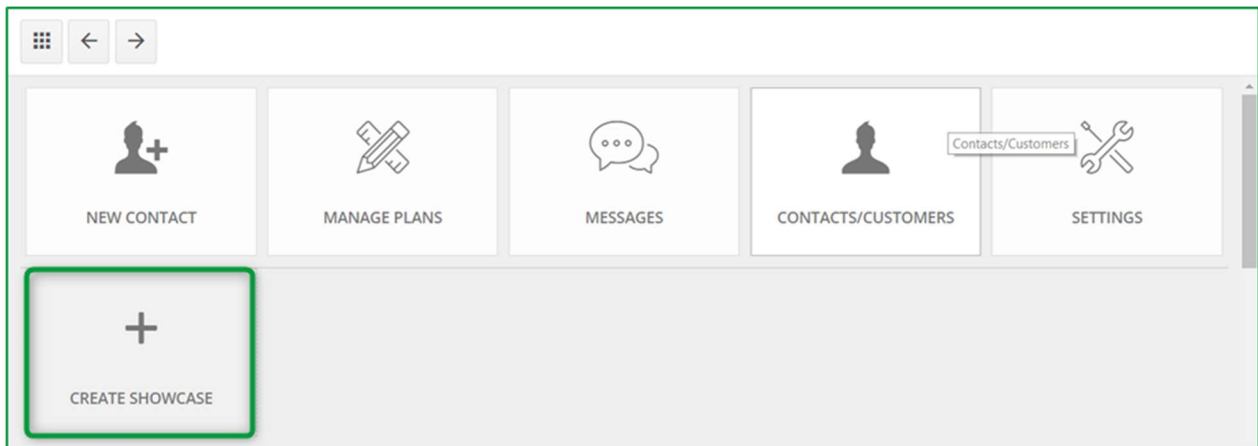 NEW CONTACT
MANAGE PLANS
MESSAGES
CONTACTS/CUSTOMERS
Contacts/Customers
SETTINGS
CREATE SHOWCASE